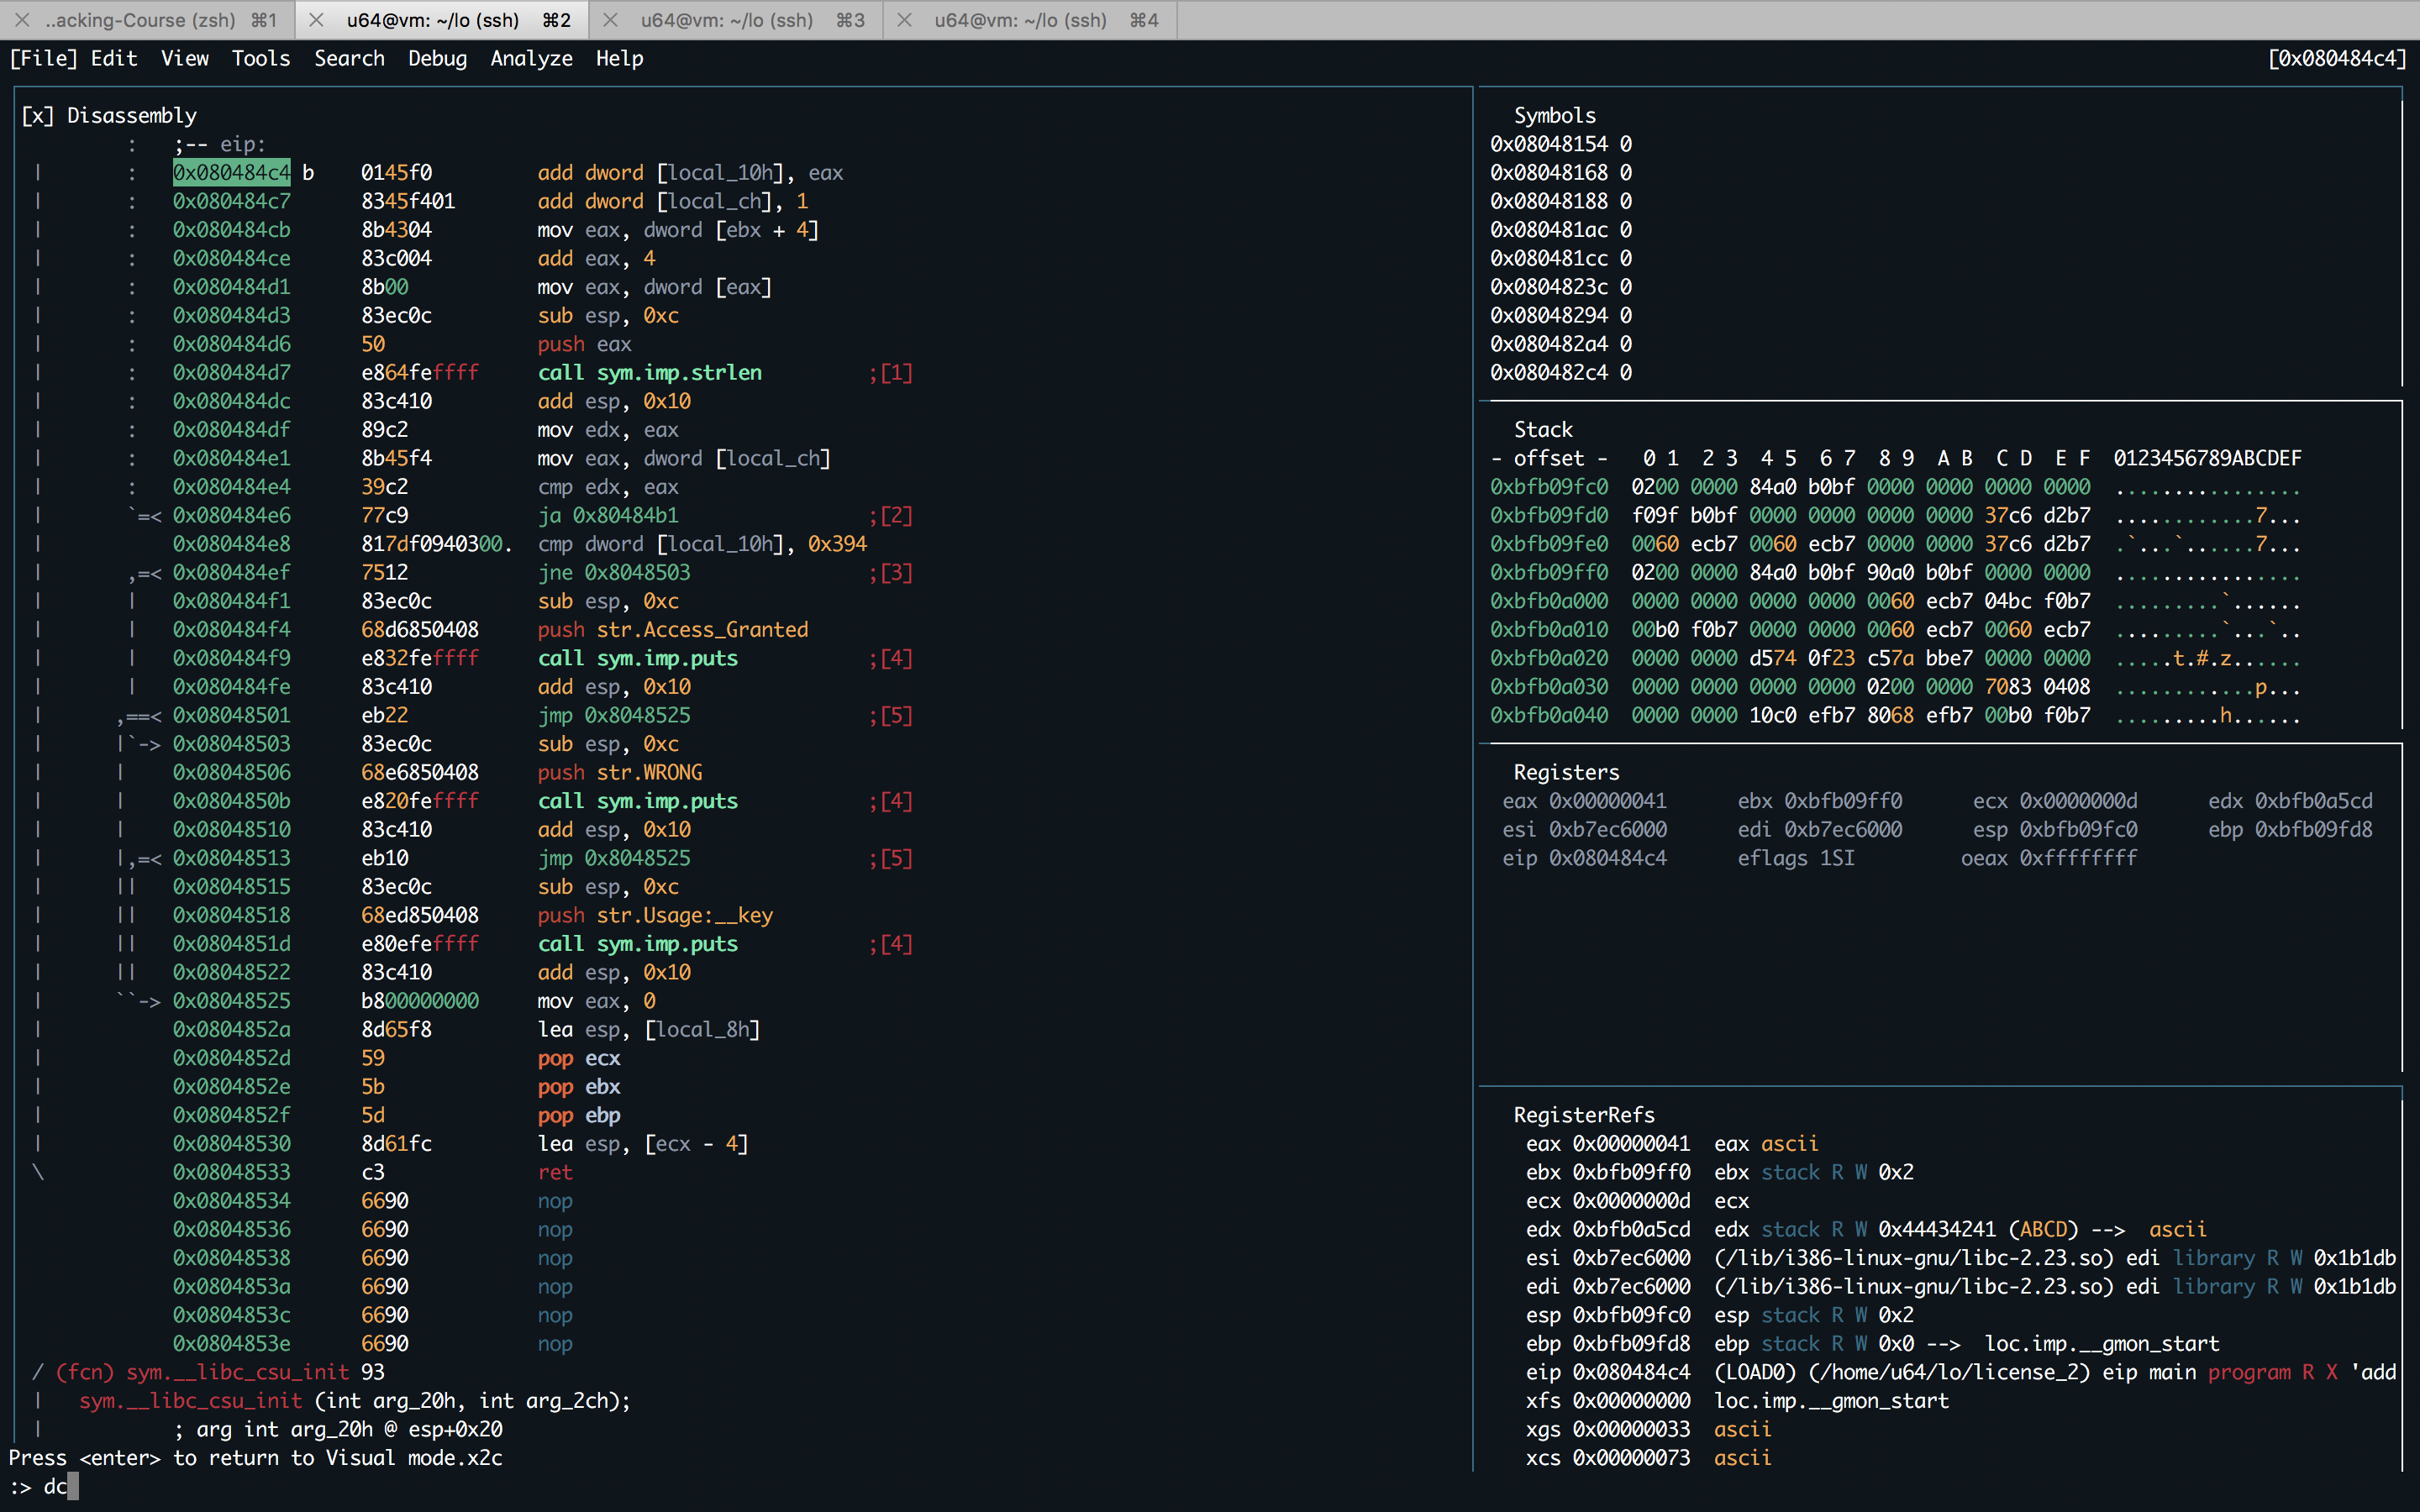 ..acking-Course (zsh) ⌘1 u64@vm: ~/lo (ssh) ⌘2 u64@vm: ~/lo (ssh) ⌘3 u64@vm: ~/lo (ssh) ⌘4
[File] Edit View Tools Search Debug Analyze Help [0x080484c4]
[x] Disassembly
: ;-- eip:
| : 0x080484c4 b 0145f0 add dword [local_10h], eax
| : 0x080484c7 8345f401 add dword [local_ch], 1
| : 0x080484cb 8b4304 mov eax, dword [ebx + 4]
| : 0x080484ce 83c004 add eax, 4
| : 0x080484d1 8b00 mov eax, dword [eax]
| : 0x080484d3 83ec0c sub esp, 0xc
| : 0x080484d6 50 push eax
| : 0x080484d7 e864feffff call sym.imp.strlen ;[1]
| : 0x080484dc 83c410 add esp, 0x10
| : 0x080484df 89c2 mov edx, eax
| : 0x080484e1 8b45f4 mov eax, dword [local_ch]
| : 0x080484e4 39c2 cmp edx, eax
| `=< 0x080484e6 77c9 ja 0x80484b1 ;[2]
| 0x080484e8 817df0940300. cmp dword [local_10h], 0x394
| ,=< 0x080484ef 7512 jne 0x8048503 ;[3]
| | 0x080484f1 83ec0c sub esp, 0xc
| | 0x080484f4 68d6850408 push str.Access_Granted
| | 0x080484f9 e832feffff call sym.imp.puts ;[4]
| | 0x080484fe 83c410 add esp, 0x10
| ,==< 0x08048501 eb22 jmp 0x8048525 ;[5]
| |`-> 0x08048503 83ec0c sub esp, 0xc
| | 0x08048506 68e6850408 push str.WRONG
| | 0x0804850b e820feffff call sym.imp.puts ;[4]
| | 0x08048510 83c410 add esp, 0x10
| |,=< 0x08048513 eb10 jmp 0x8048525 ;[5]
| || 0x08048515 83ec0c sub esp, 0xc
| || 0x08048518 68ed850408 push str.Usage:__key
| || 0x0804851d e80efeffff call sym.imp.puts ;[4]
| || 0x08048522 83c410 add esp, 0x10
| ``-> 0x08048525 b800000000 mov eax, 0
| 0x0804852a 8d65f8 lea esp, [local_8h]
| 0x0804852d 59 pop ecx
| 0x0804852e 5b pop ebx
| 0x0804852f 5d pop ebp
| 0x08048530 8d61fc lea esp, [ecx - 4]
\ 0x08048533 c3 ret
0x08048534 6690 nop
0x08048536 6690 nop
0x08048538 6690 nop
0x0804853a 6690 nop
0x0804853c 6690 nop
0x0804853e 6690 nop
/ (fcn) sym.__libc_csu_init 93
| sym.__libc_csu_init (int arg_20h, int arg_2ch);
| ; arg int arg_20h @ esp+0x20
Press <enter> to return to Visual mode.x2c
:> dc
Symbols
0x08048154 0
0x08048168 0
0x08048188 0
0x080481ac 0
0x080481cc 0
0x0804823c 0
0x08048294 0
0x080482a4 0
0x080482c4 0
Stack
- offset - 0 1 2 3 4 5 6 7 8 9 A B C D E F 0123456789ABCDEF
0xbfb09fc0 0200 0000 84a0 b0bf 0000 0000 0000 0000 ................
0xbfb09fd0 f09f b0bf 0000 0000 0000 0000 37c6 d2b7 ............7...
0xbfb09fe0 0060 ecb7 0060 ecb7 0000 0000 37c6 d2b7 .`...`......7...
0xbfb09ff0 0200 0000 84a0 b0bf 90a0 b0bf 0000 0000 ................
0xbfb0a000 0000 0000 0000 0000 0060 ecb7 04bc f0b7 .........`......
0xbfb0a010 00b0 f0b7 0000 0000 0060 ecb7 0060 ecb7 .........`...`..
0xbfb0a020 0000 0000 d574 0f23 c57a bbe7 0000 0000 .....t.#.z......
0xbfb0a030 0000 0000 0000 0000 0200 0000 7083 0408 ............p...
0xbfb0a040 0000 0000 10c0 efb7 8068 efb7 00b0 f0b7 .........h......
Registers
eax 0x00000041 ebx 0xbfb09ff0 ecx 0x0000000d edx 0xbfb0a5cd
esi 0xb7ec6000 edi 0xb7ec6000 esp 0xbfb09fc0 ebp 0xbfb09fd8
eip 0x080484c4 eflags 1SI oeax 0xffffffff
RegisterRefs
eax 0x00000041 eax ascii
ebx 0xbfb09ff0 ebx stack R W 0x2
ecx 0x0000000d ecx
edx 0xbfb0a5cd edx stack R W 0x44434241 (ABCD) --> ascii
esi 0xb7ec6000 (/lib/i386-linux-gnu/libc-2.23.so) edi library R W 0x1b1db
edi 0xb7ec6000 (/lib/i386-linux-gnu/libc-2.23.so) edi library R W 0x1b1db
esp 0xbfb09fc0 esp stack R W 0x2
ebp 0xbfb09fd8 ebp stack R W 0x0 --> loc.imp.__gmon_start
eip 0x080484c4 (LOAD0) (/home/u64/lo/license_2) eip main program R X 'add
xfs 0x00000000 loc.imp.__gmon_start
xgs 0x00000033 ascii
xcs 0x00000073 ascii